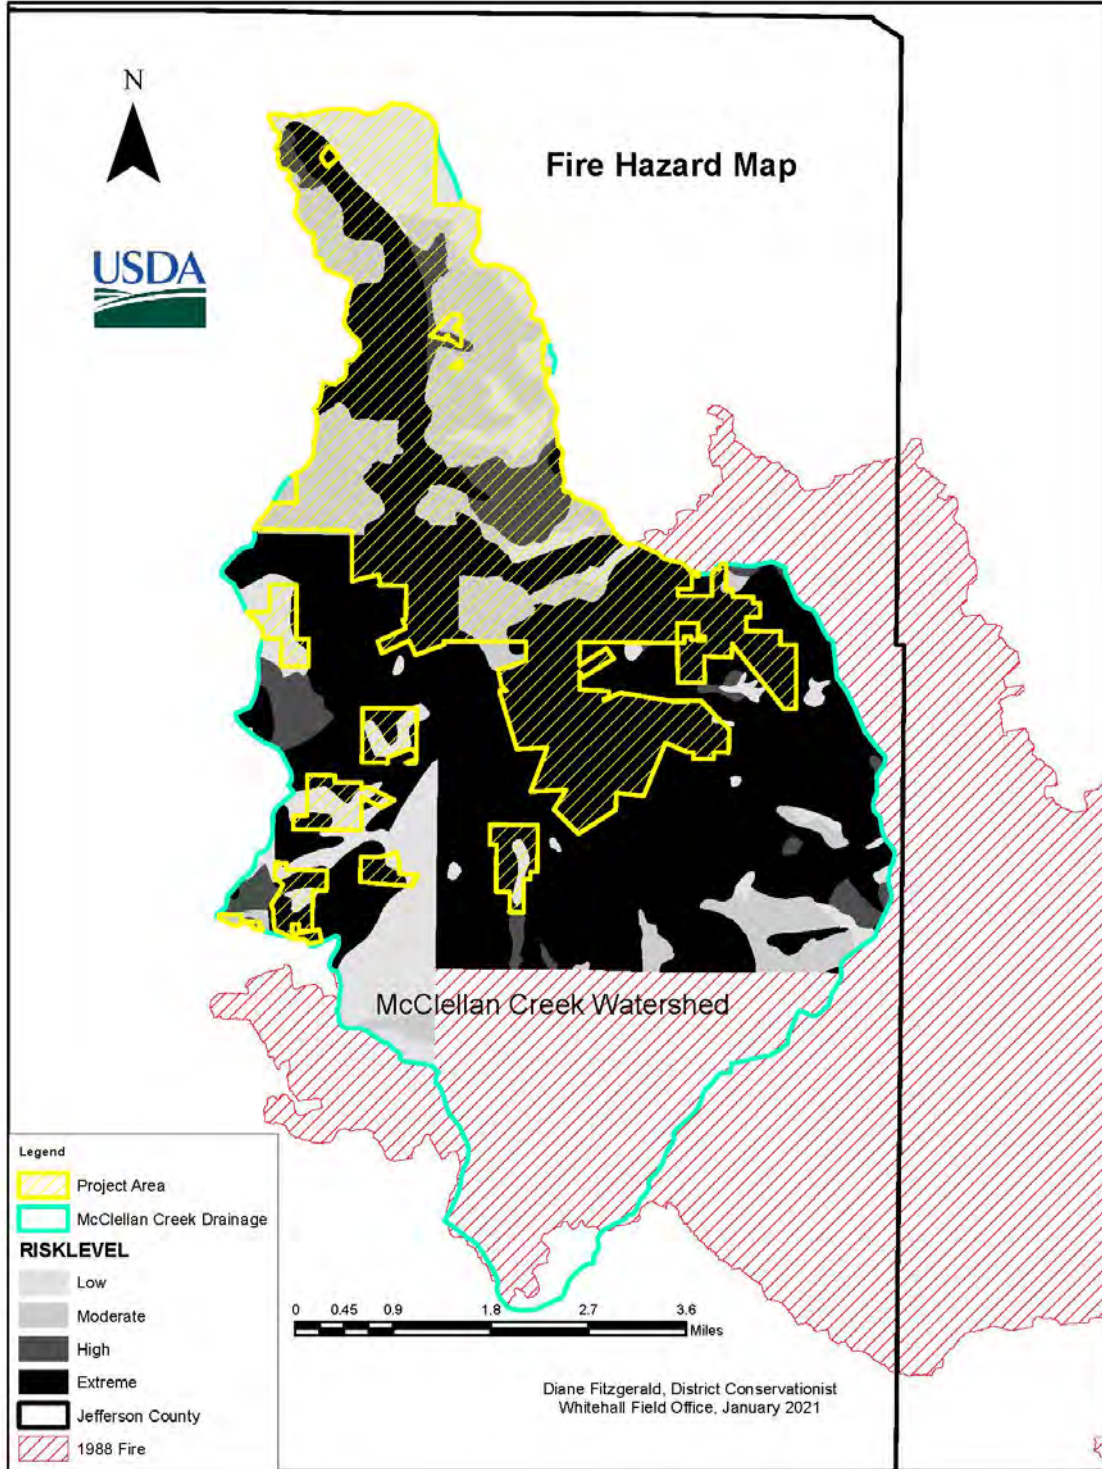 N
Fire Hazard Map
USDA
McClellan Creek Watershed
Legend
Project Area
McClellan Creek Drainage
RISKLEVEL
Low
Moderate
High
Extreme
Jefferson County
1988 Fire
0 0.45 0.9 1.8 2.7 3.6
Miles
Diane Fitzgerald, District Conservationist
Whitehall Field Office, January 2021